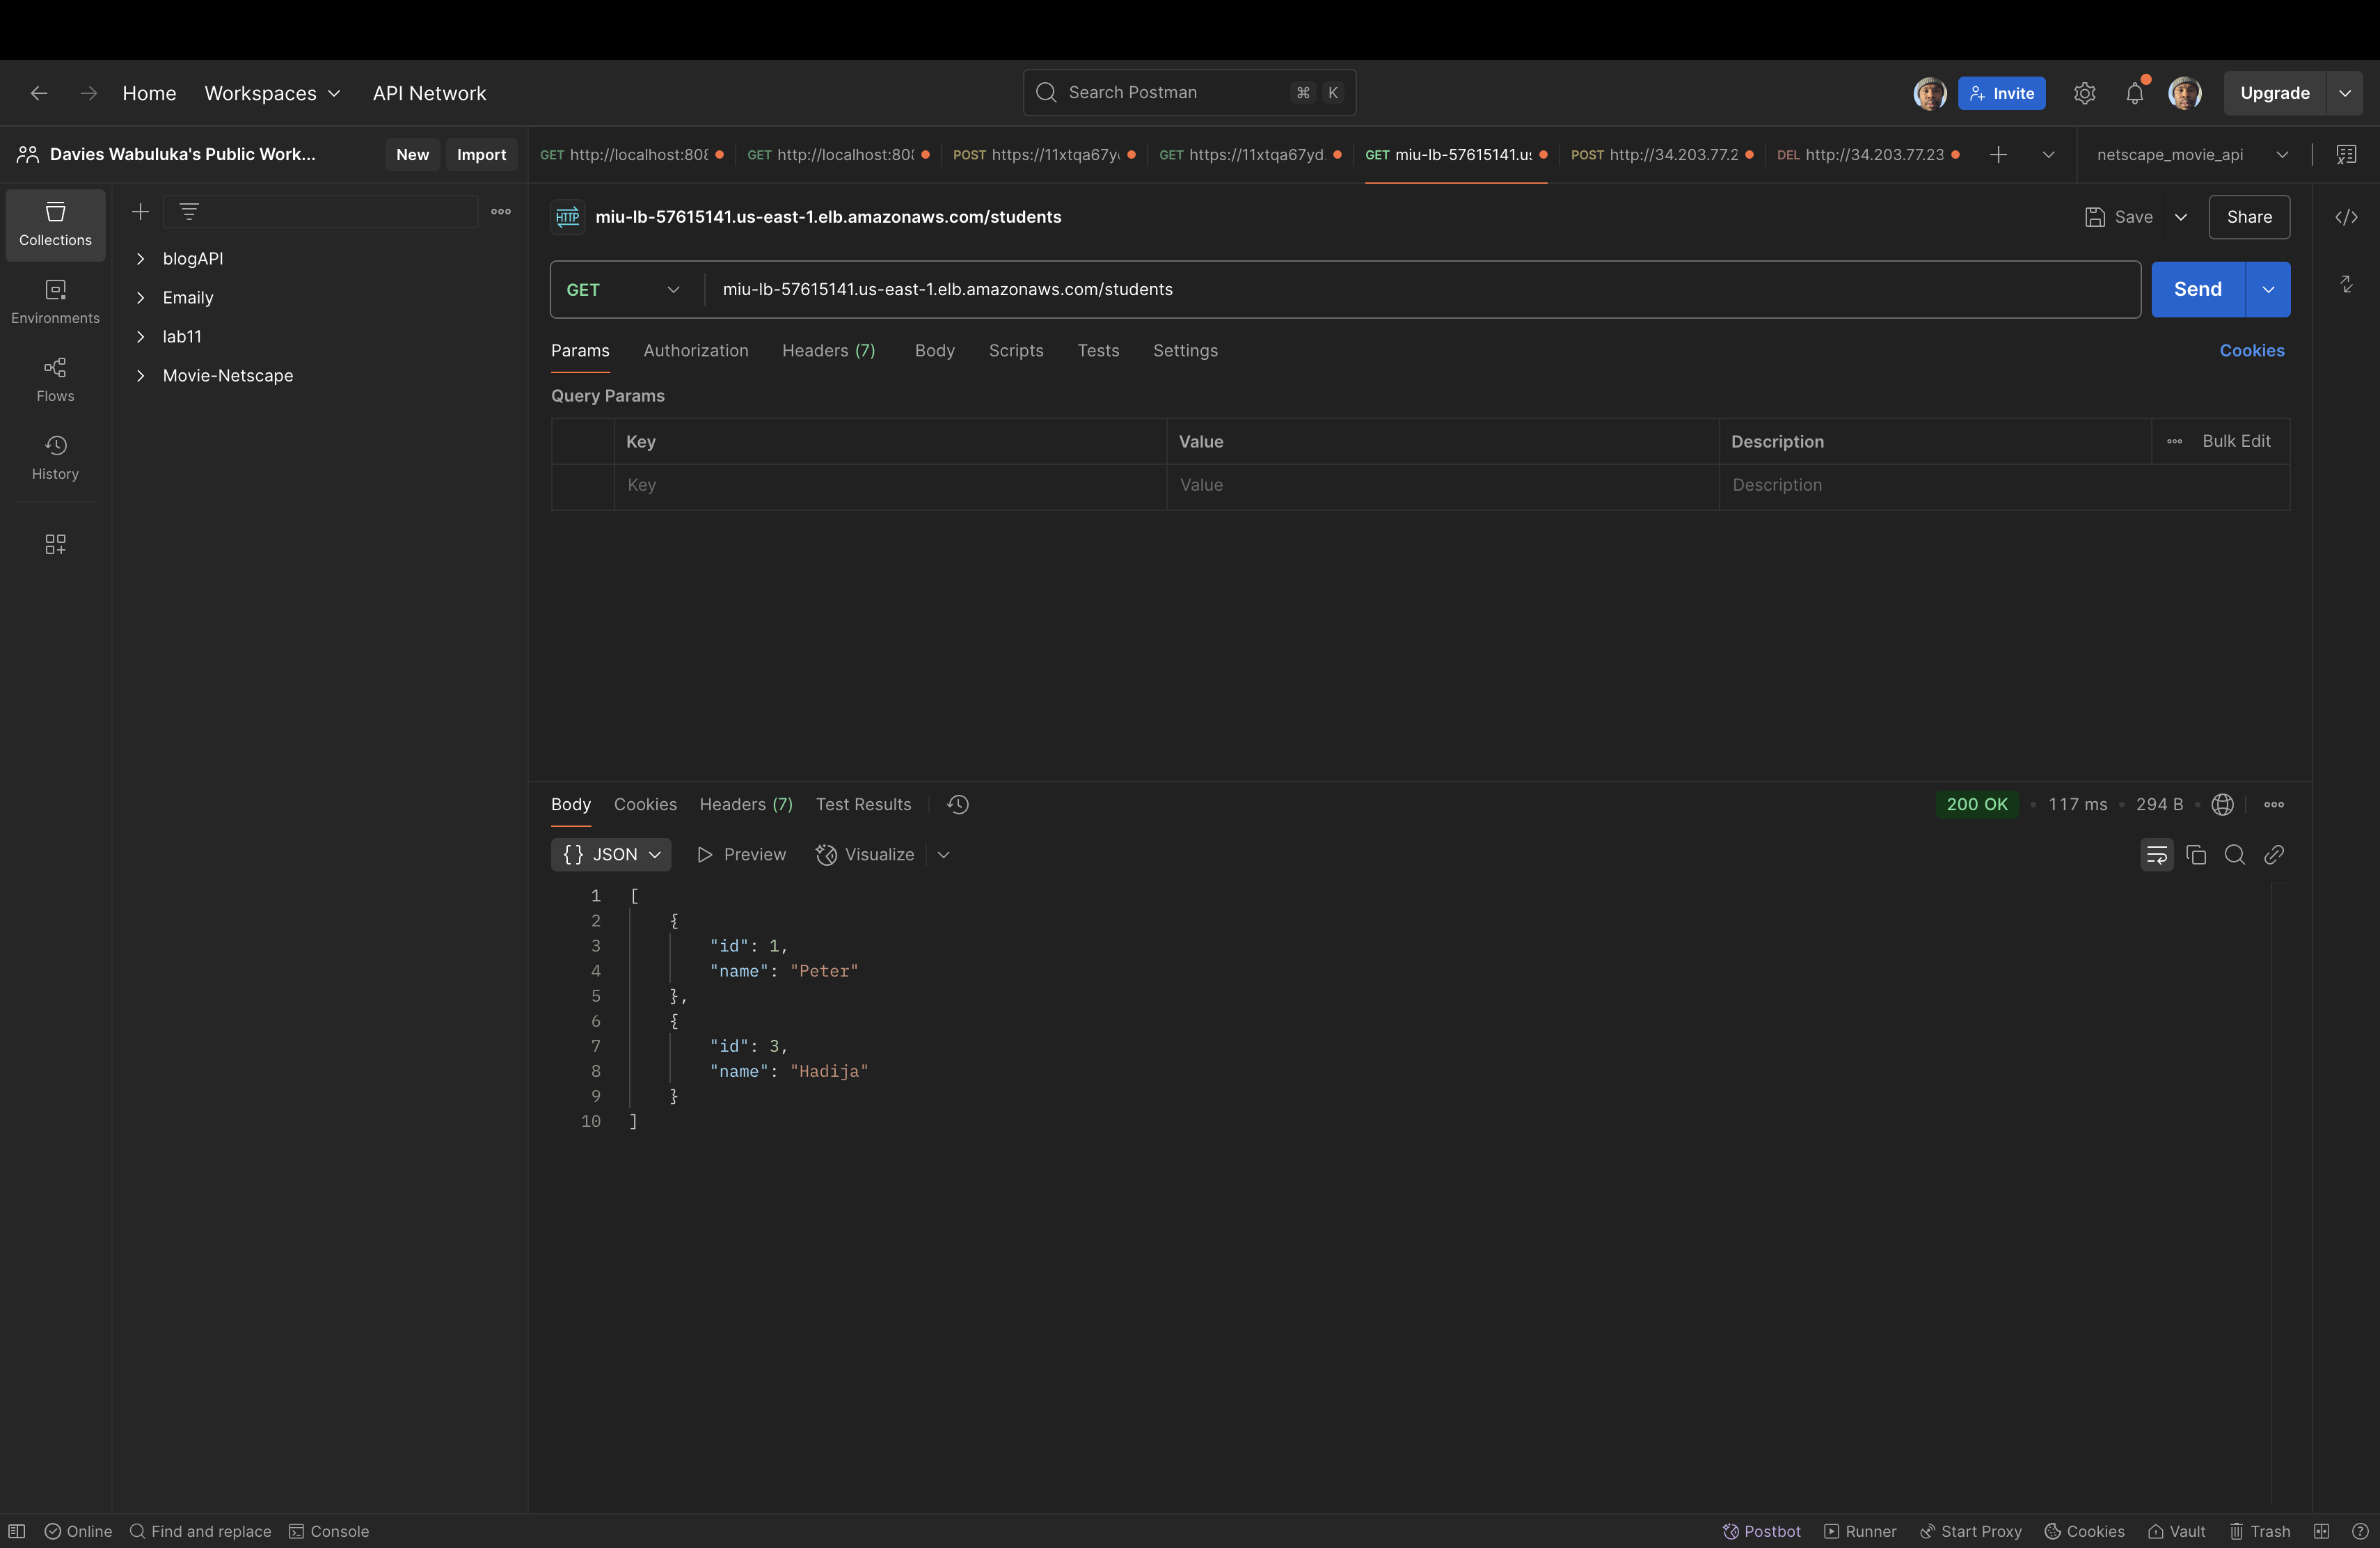 Home Workspaces API Network Search Postman ⌘ K Invite Upgrade
Davies Wabuluka's Public Work... New Import GET http://localhost:808 GET http://localhost:80 POST https://11xtqa67y GET https://11xtqa67yd. GET miu-lb-57615141.us POST http://34.203.77.2 DEL http://34.203.77.23 netscape_movie_api
Collections
Environments
Flows
History
blogAPI
Emaily
lab11
Movie-Netscape
HTTP miu-lb-57615141.us-east-1.elb.amazonaws.com/students Save Share
GET miu-lb-57615141.us-east-1.elb.amazonaws.com/students Send
Params Authorization Headers (7) Body Scripts Tests Settings Cookies
Query Params
Key Value Description Bulk Edit
Key Value Description
Body Cookies Headers (7) Test Results 200 OK • 117 ms • 294 B •
{} JSON Preview Visualize
1 [
2 {
3 "id": 1,
4 "name": "Peter"
5 },
6 {
7 "id": 3,
8 "name": "Hadija"
9 }
10 ]
Online Find and replace Console Postbot Runner Start Proxy Cookies Vault Trash